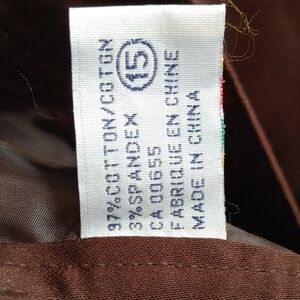 15
97%COTTON/COTON
3%SPANDEX
CA 00655
FABRIQUE EN CHINE
MADE IN CHINA